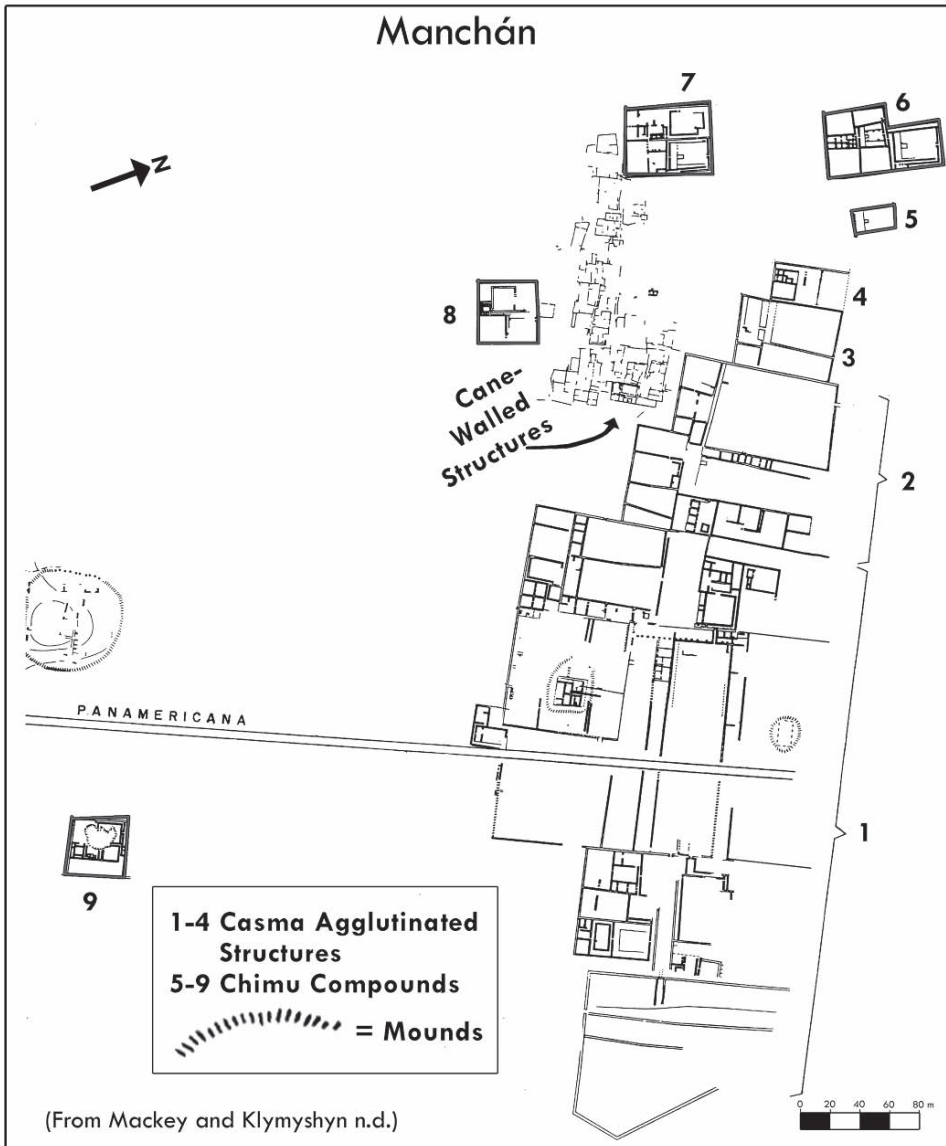 Manchán
7
6
N
5
8
4
3
Cane-
Walled
Structures
2
PANAMERICANA
1
9
1-4 Casma Agglutinated
Structures
5-9 Chimu Compounds
= Mounds
(From Mackey and Klymyshyn n.d.)
0 20 40 60 80 m